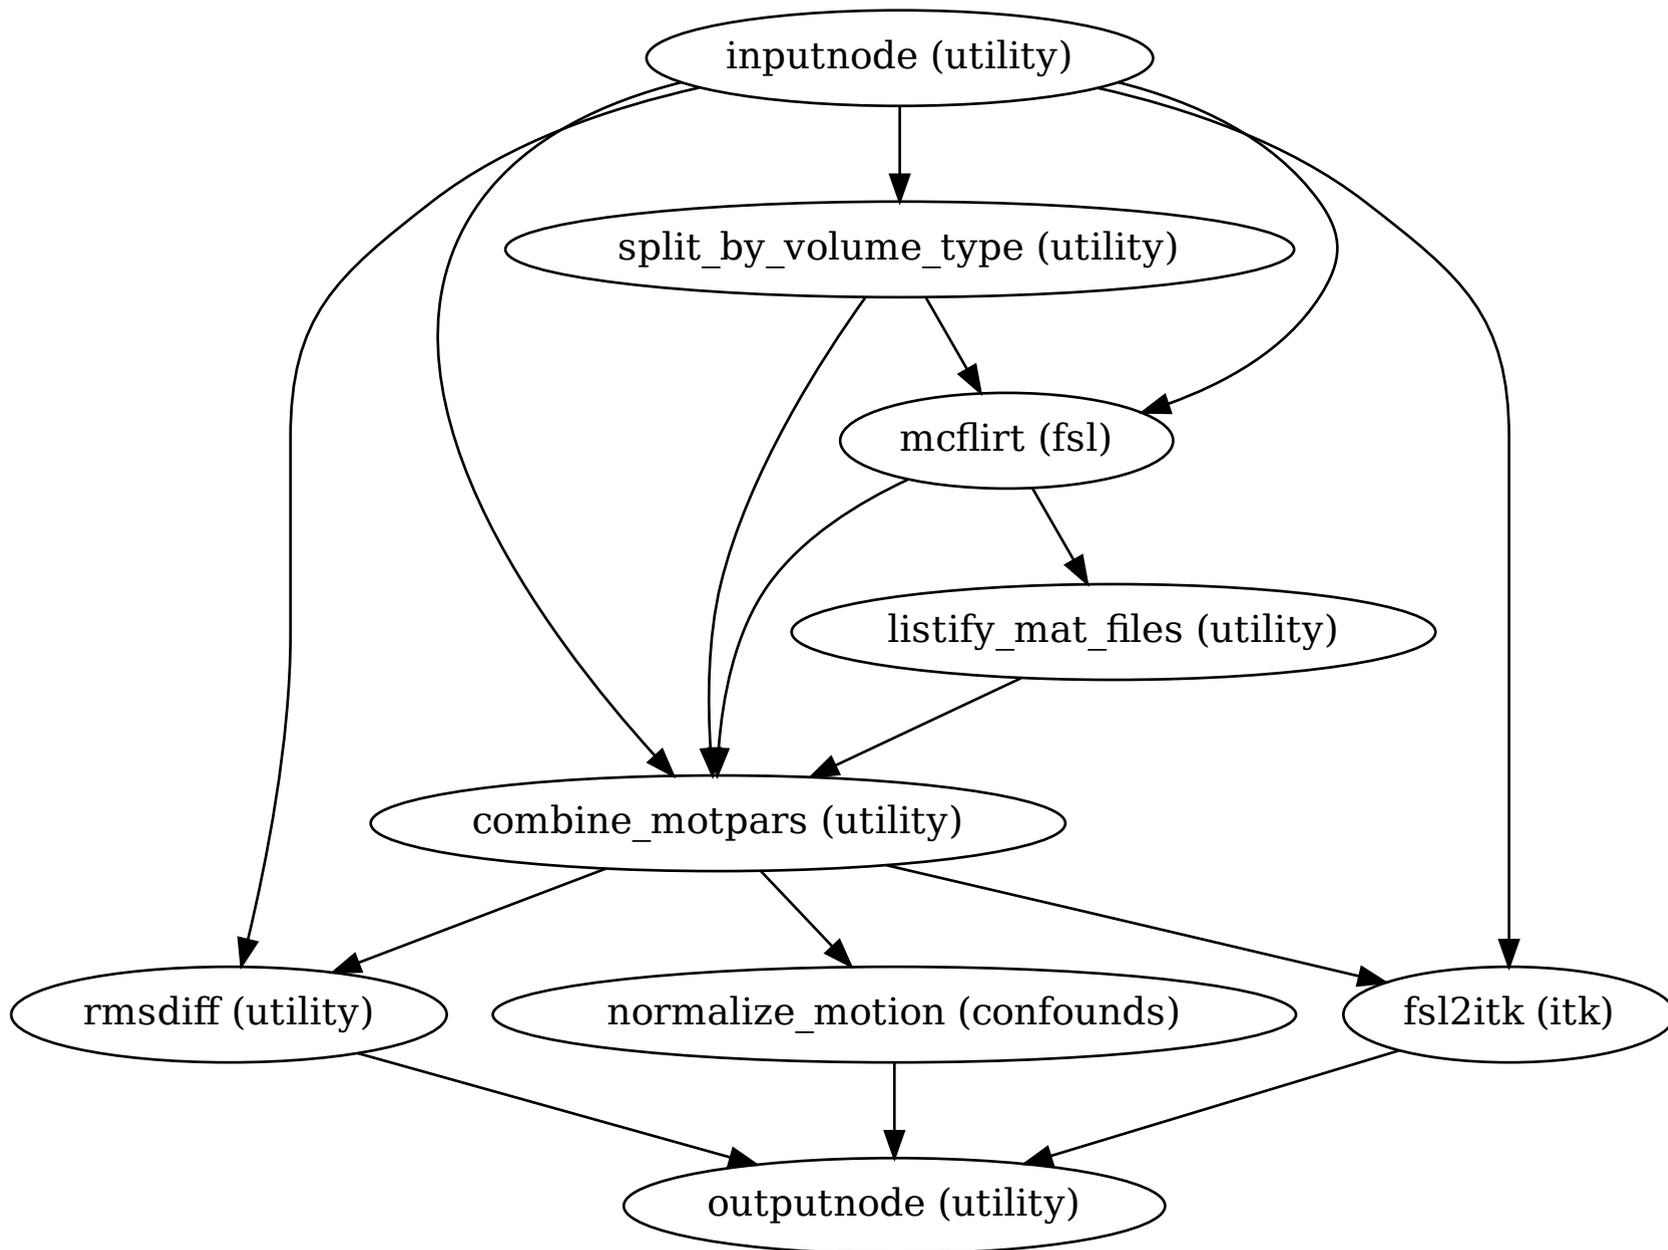 inputnode (utility)
split_by_volume_type (utility)
mcflirt (fsl)
listify_mat_files (utility)
combine_motpars (utility)
rmsdiff (utility)
normalize_motion (confounds)
fsl2itk (itk)
outputnode (utility)